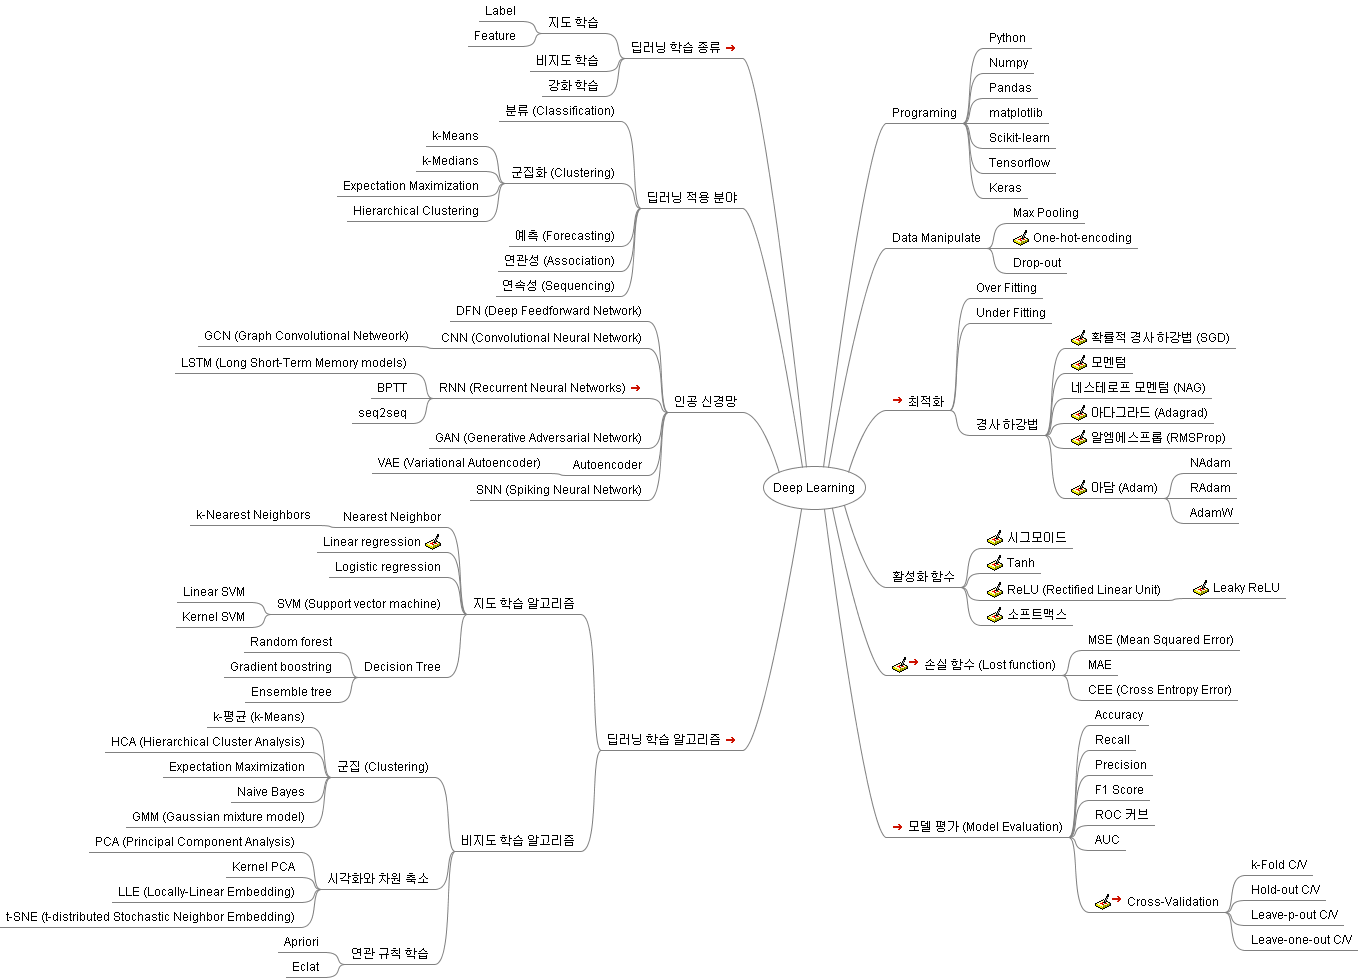 Deep Learning
딥러닝 학습 종류
지도 학습
Label
Feature
비지도 학습
강화 학습
딥러닝 적용 분야
분류 (Classification)
군집화 (Clustering)
k-Means
k-Medians
Expectation Maximization
Hierarchical Clustering
예측 (Forecasting)
연관성 (Association)
연속성 (Sequencing)
인공 신경망
DFN (Deep Feedforward Network)
CNN (Convolutional Neural Network)
GCN (Graph Convolutional Netweork)
RNN (Recurrent Neural Networks)
LSTM (Long Short-Term Memory models)
BPTT
seq2seq
GAN (Generative Adversarial Network)
Autoencoder
VAE (Variational Autoencoder)
SNN (Spiking Neural Network)
딥러닝 학습 알고리즘
지도 학습 알고리즘
Nearest Neighbor
k-Nearest Neighbors
Linear regression
Logistic regression
SVM (Support vector machine)
Linear SVM
Kernel SVM
Decision Tree
Random forest
Gradient boostring
Ensemble tree
비지도 학습 알고리즘
군집 (Clustering)
k-평균 (k-Means)
HCA (Hierarchical Cluster Analysis)
Expectation Maximization
Naive Bayes
GMM (Gaussian mixture model)
시각화와 차원 축소
PCA (Principal Component Analysis)
Kernel PCA
LLE (Locally-Linear Embedding)
t-SNE (t-distributed Stochastic Neighbor Embedding)
연관 규칙 학습
Apriori
Eclat
Programing
Python
Numpy
Pandas
matplotlib
Scikit-learn
Tensorflow
Keras
Data Manipulate
Max Pooling
One-hot-encoding
Drop-out
최적화
Over Fitting
Under Fitting
경사 하강법
확률적 경사 하강법 (SGD)
모멘텀
네스테로프 모멘텀 (NAG)
아다그라드 (Adagrad)
알엠에스프롭 (RMSProp)
아담 (Adam)
NAdam
RAdam
AdamW
활성화 함수
시그모이드
Tanh
ReLU (Rectified Linear Unit)
Leaky ReLU
소프트맥스
손실 함수 (Lost function)
MSE (Mean Squared Error)
MAE
CEE (Cross Entropy Error)
모델 평가 (Model Evaluation)
Accuracy
Recall
Precision
F1 Score
ROC 커브
AUC
Cross-Validation
k-Fold C/V
Hold-out C/V
Leave-p-out C/V
Leave-one-out C/V